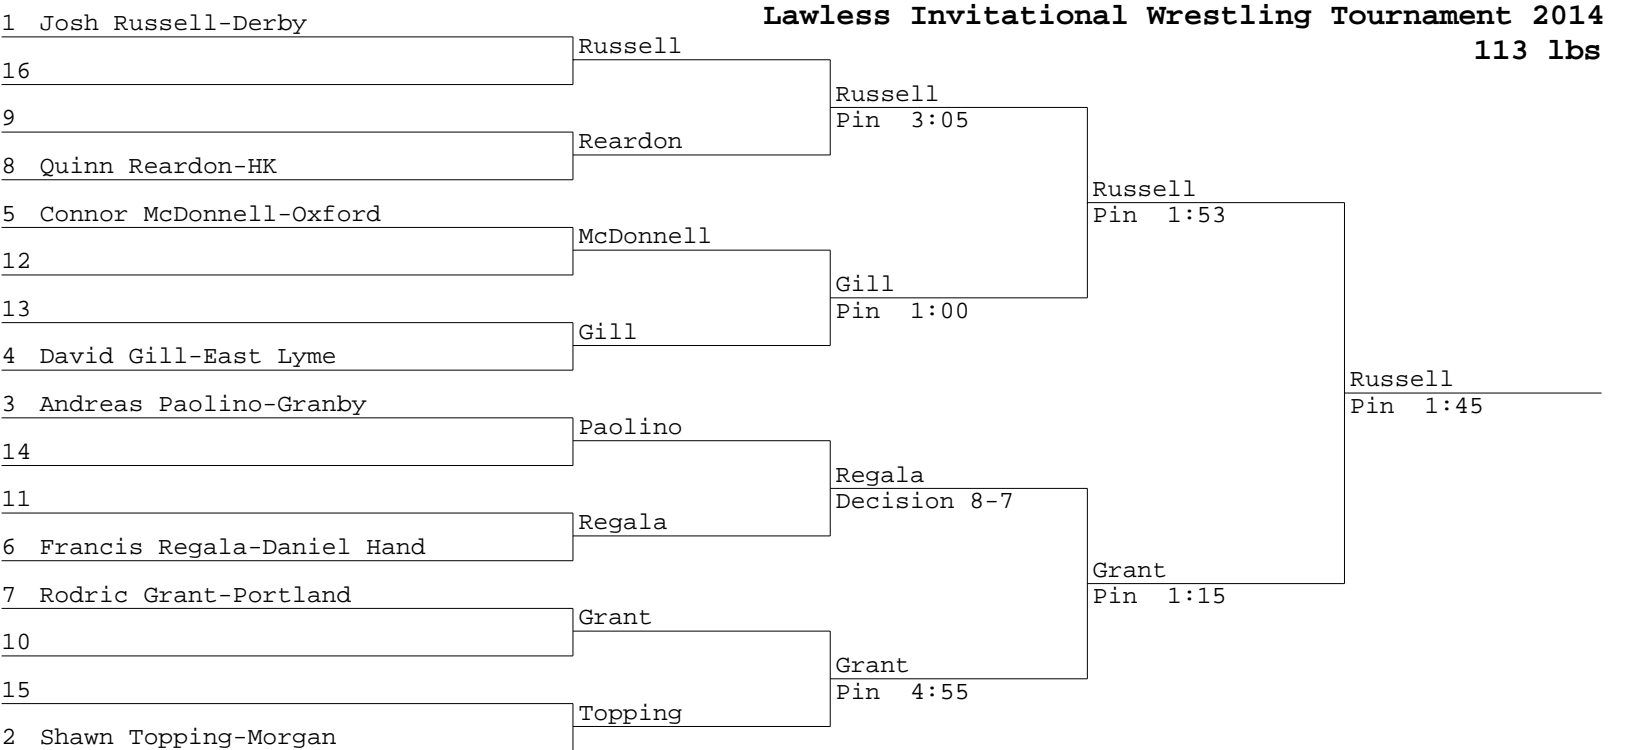 Lawless Invitational Wrestling Tournament 2014
113 lbs
1 Josh Russell-Derby
16
9
8 Quinn Reardon-HK
5 Connor McDonnell-Oxford
12
13
4 David Gill-East Lyme
3 Andreas Paolino-Granby
14
11
6 Francis Regala-Daniel Hand
7 Rodric Grant-Portland
10
15
2 Shawn Topping-Morgan
Russell
Reardon
McDonnell
Gill
Paolino
Regala
Grant
Topping
Russell
Pin 3:05
Gill
Pin 1:00
Regala
Decision 8-7
Grant
Pin 4:55
Russell
Pin 1:53
Grant
Pin 1:15
Russell
Pin 1:45